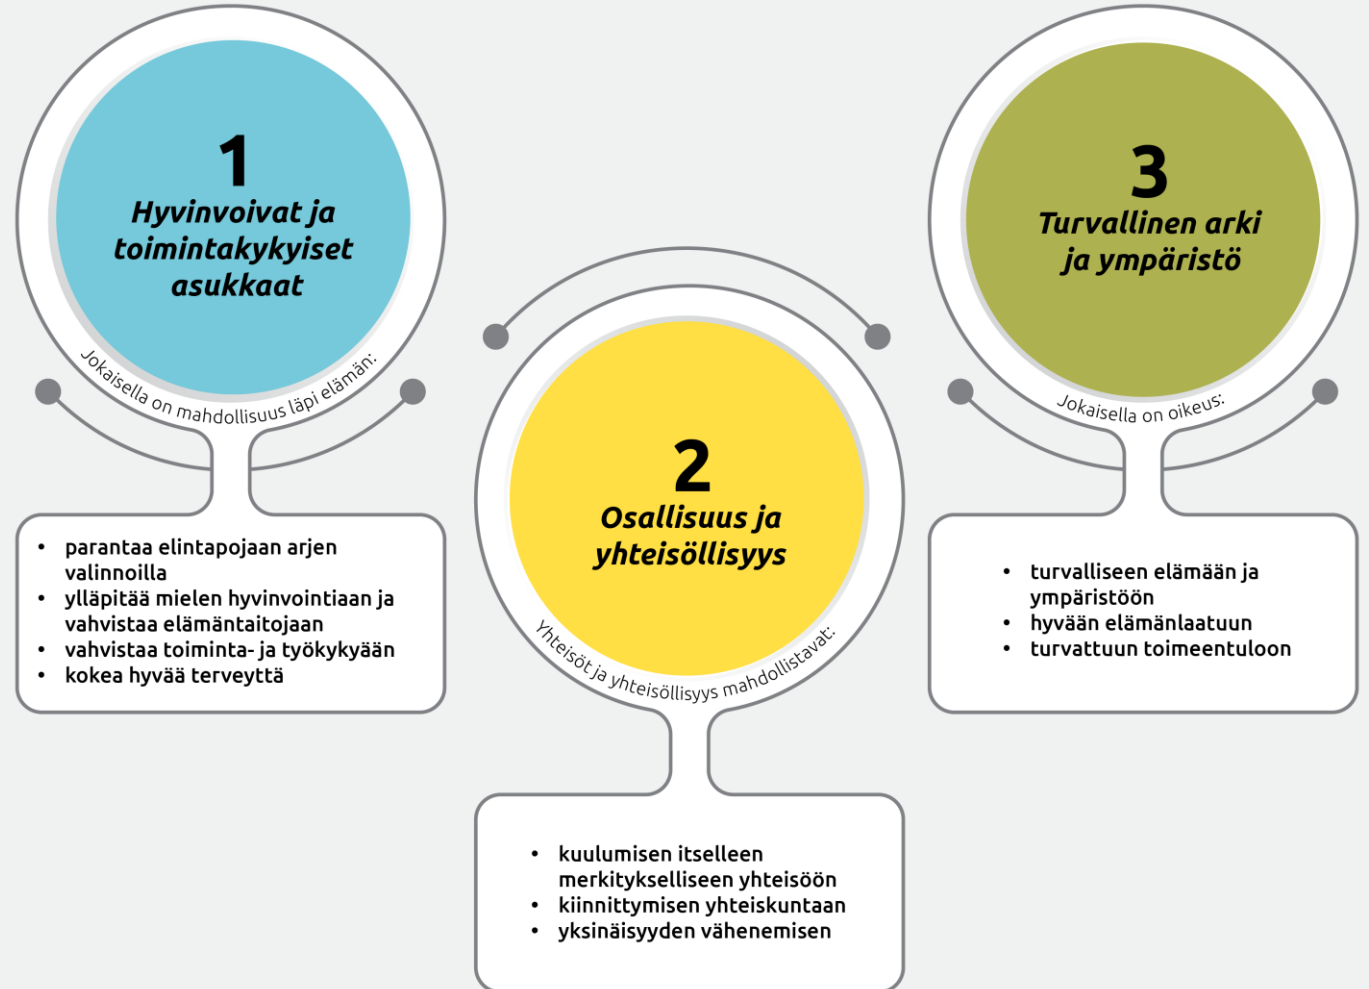 1
Hyvinvoivat ja
toimintakykyiset
asukkaat
Jokaisella on mahdollisuus läpi elämän:
• parantaa elintapojaan arjen
valinnoilla
• ylläpitää mielen hyvinvointiaan ja
vahvistaa elämäntaitojaan
• vahvistaa toiminta- ja työkykyään
• kokea hyvää terveyttä
2
Osallisuus ja
yhteisöllisyys
Yhteisöt ja yhteisöllisyys mahdollistavat:
• kuulumisen itselleen
merkitykselliseen yhteisöön
• kiinnittymisen yhteiskuntaan
• yksinäisyyden vähenemisen
3
Turvallinen arki
ja ympäristö
Jokaisella on oikeus:
• turvalliseen elämään ja
ympäristöön
• hyvään elämänlaatuun
• turvattuun toimeentuloon